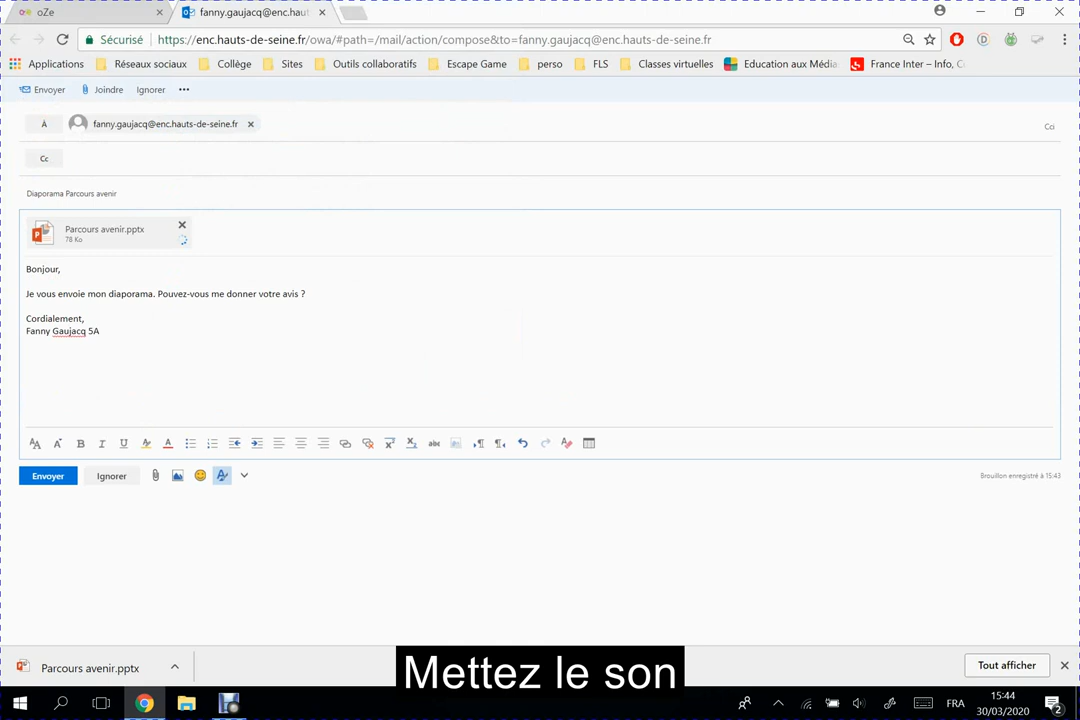 oZe
fanny.gaujacq@enc.haut
Sécurisé
https://enc.hauts-de-seine.fr/owa/#path=/mail/action/compose&to=fanny.gaujacq@enc.hauts-de-seine.fr
Applications Réseaux sociaux Collège Sites Outils collaboratifs Escape Game perso FLS Classes virtuelles Education aux Média France Inter – Info, C
Envoyer Joindre Ignorer ...
À fanny.gaujacq@enc.hauts-de-seine.fr
Cci
Cc
Diaporama Parcours avenir
Parcours avenir.pptx
78 Ko
Bonjour,
Je vous envoie mon diaporama. Pouvez-vous me donner votre avis ?
Cordialement,
Fanny Gaujacq 5A
Envoyer Ignorer
Brouillon enregistré à 15:43
Parcours avenir.pptx
Mettez le son
Tout afficher
FRA
15:44
30/03/2020
2